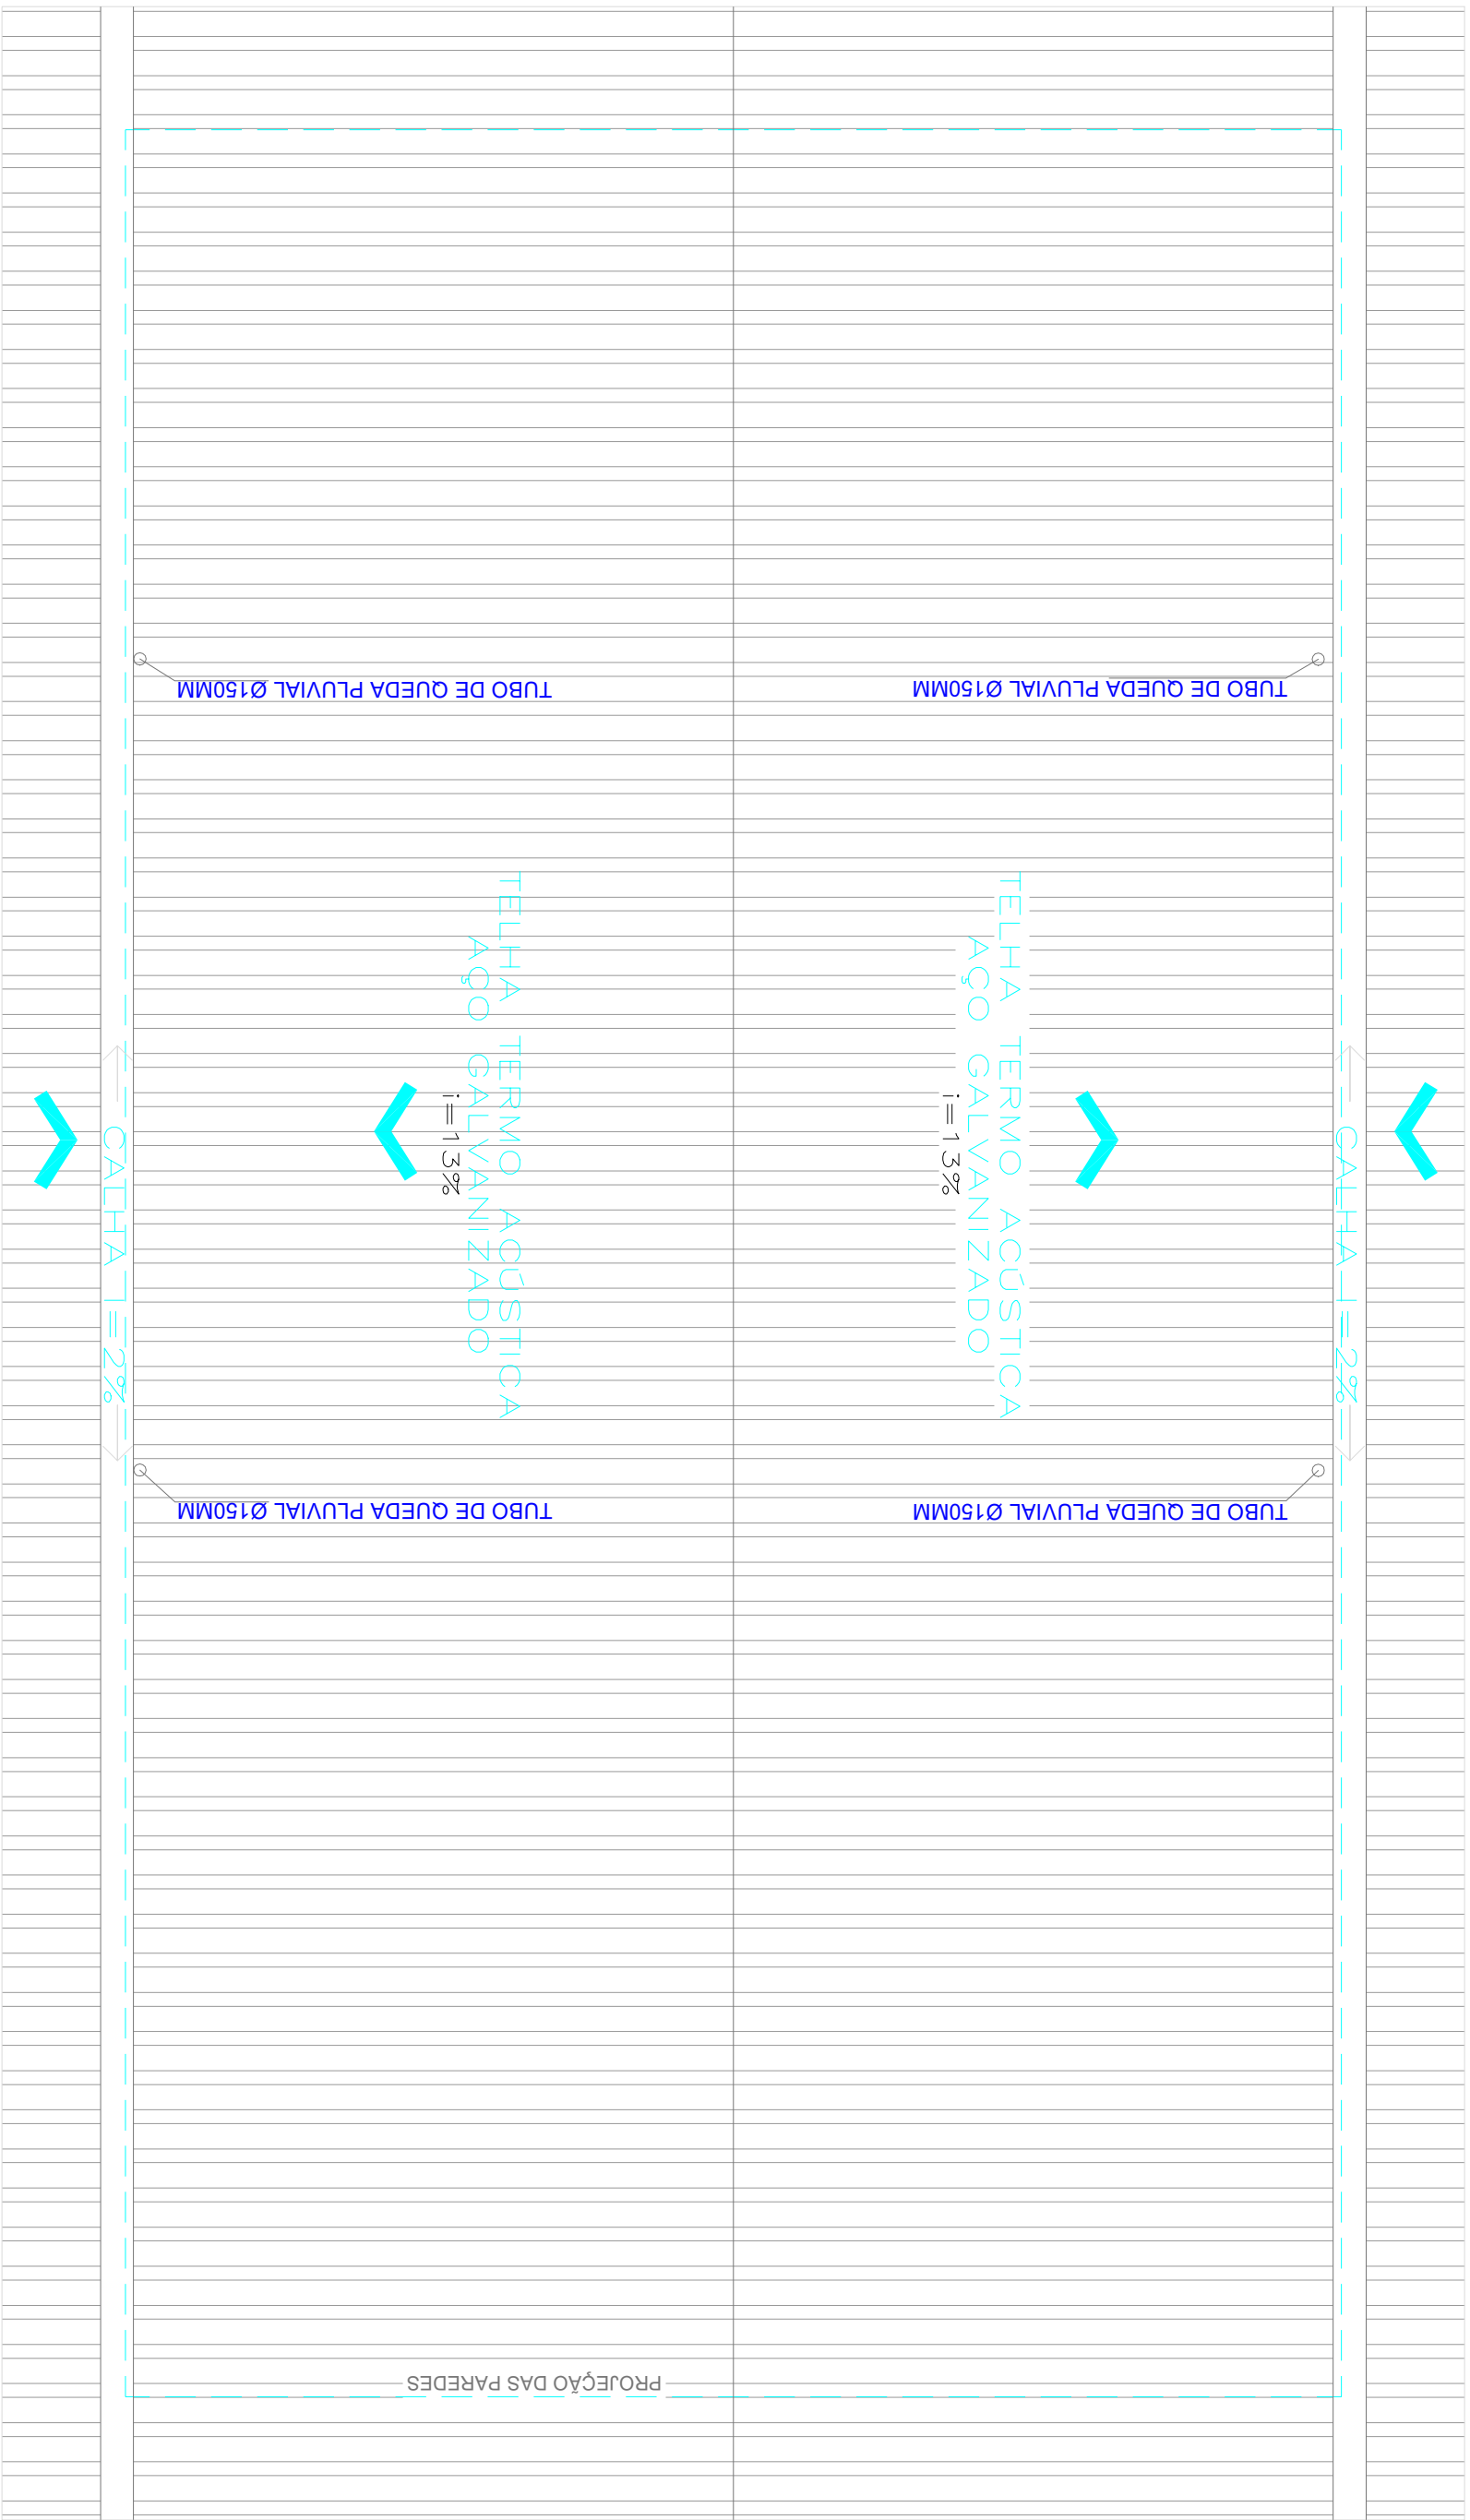 TUBO DE QUEDA PLUVIAL Ø150MM
TUBO DE QUEDA PLUVIAL Ø150MM
TELHA TERMO ACÚSTICA
AÇO GALVANIZADO
i=13%
TELHA TERMO ACÚSTICA
AÇO GALVANIZADO
i=13%
CALHA I=2%
CALHA I=2%
TUBO DE QUEDA PLUVIAL Ø150MM
TUBO DE QUEDA PLUVIAL Ø150MM
PROJEÇÃO DAS PAREDES